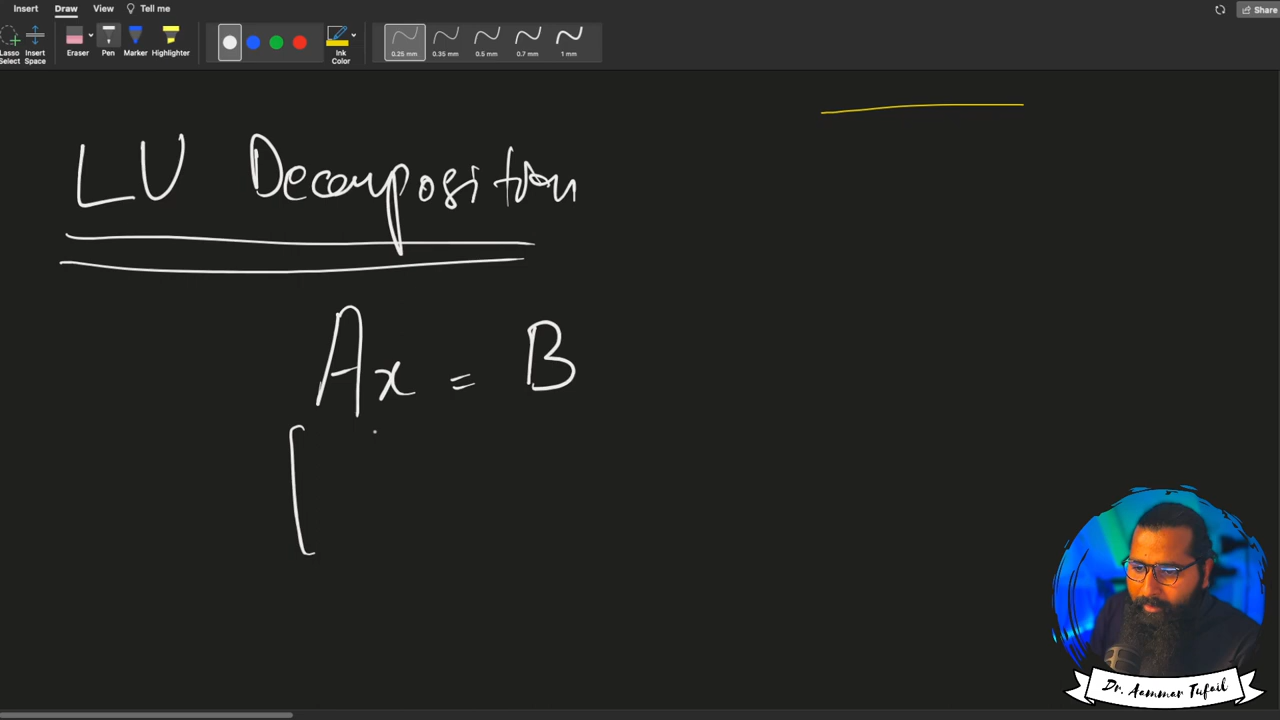 Insert Draw View Tell me Share
Lasso Select
Insert Space
Eraser
Pen
Marker
Highlighter
Ink Color
0.25 mm 0.35 mm 0.5 mm 0.7 mm 1 mm
LU Decomposition
Ax = B
[
Dr. Aammar Tufail